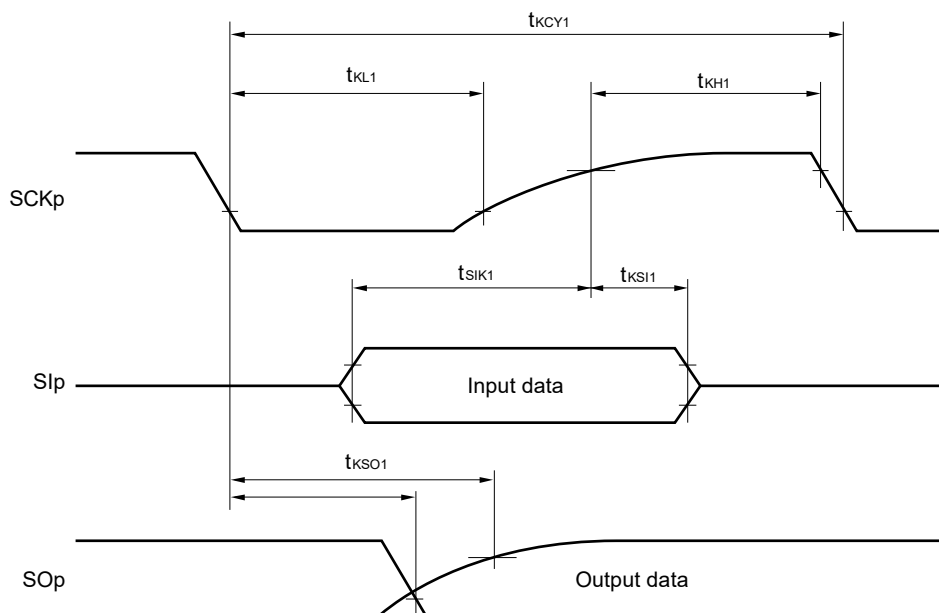 tKCY1
tKL1
tKH1
SCKp
tSIK1
tKSI1
SIp
Input data
tKSO1
SOp
Output data